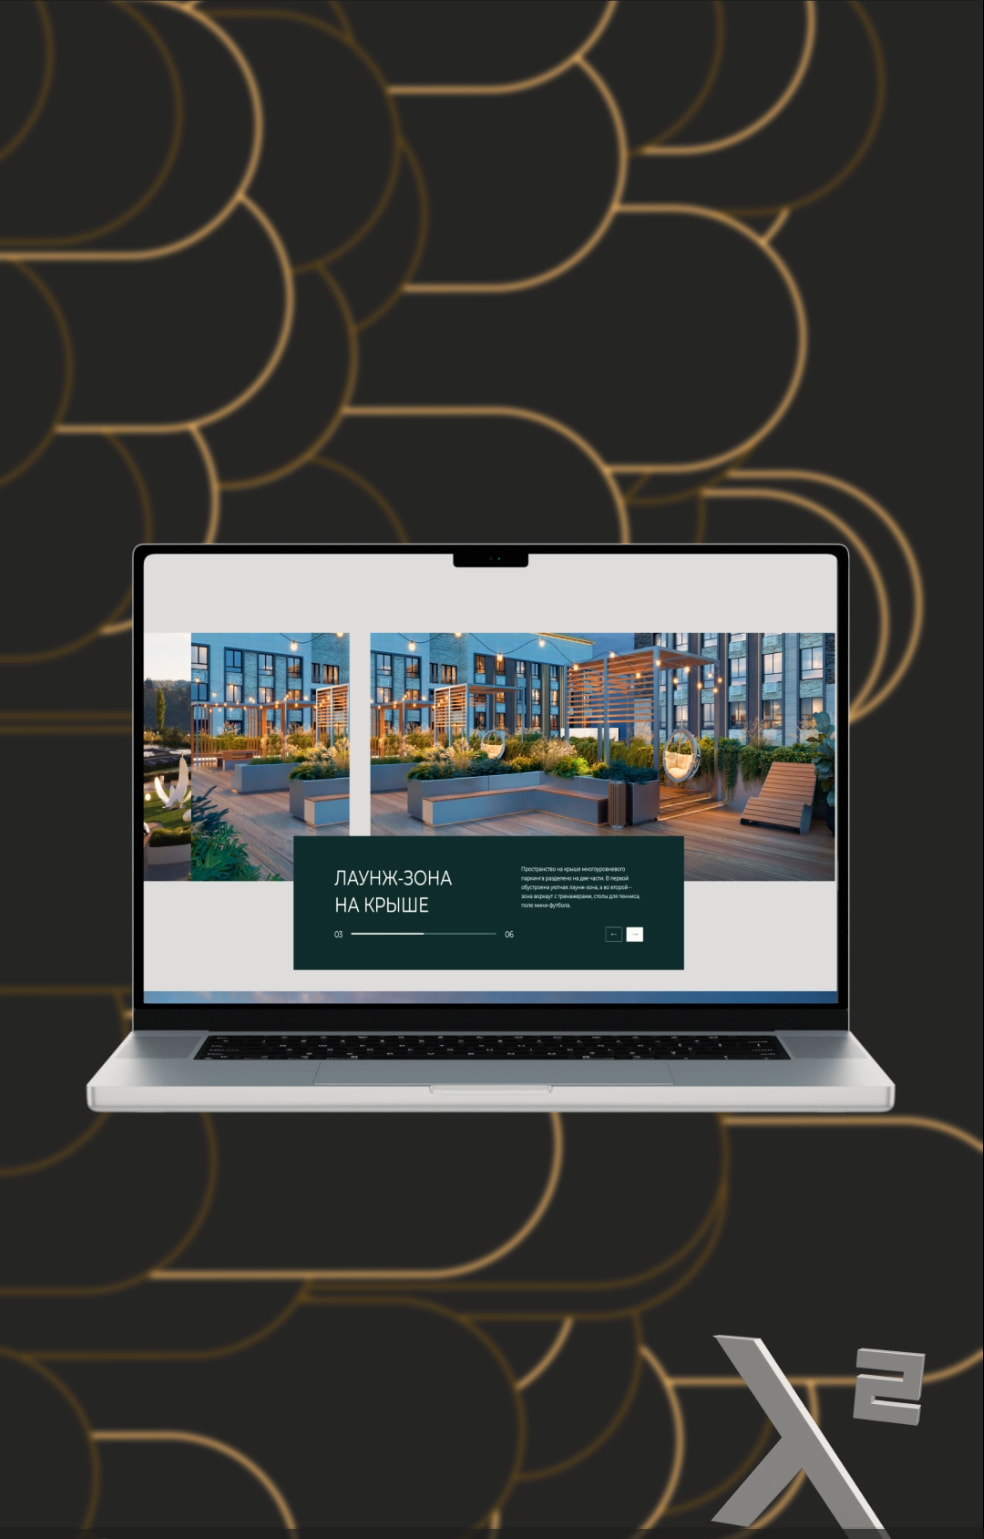 ЛАУНЖ-ЗОНА
НА КРЫШЕ
03
06
Пространство на крыше многоуровневого
паркинга разделено на две части. В первой
обустроена уютная лаунж-зона, а во второй –
зона воркаут с тренажерами, столы для тенниса,
поле мини-футбола.
X²